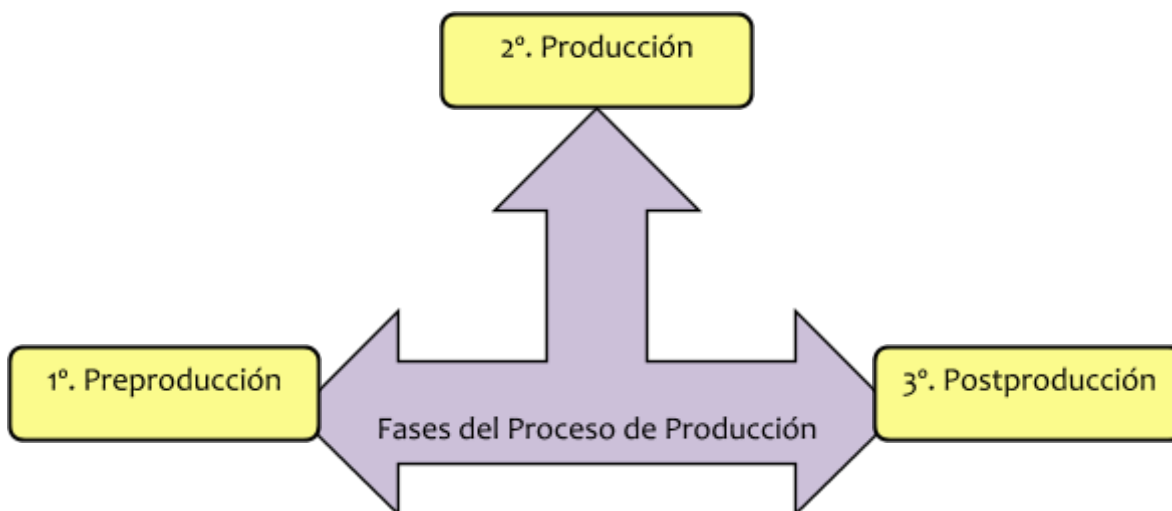 2º. Producción
1º. Preproducción
3º. Postproducción
Fases del Proceso de Producción